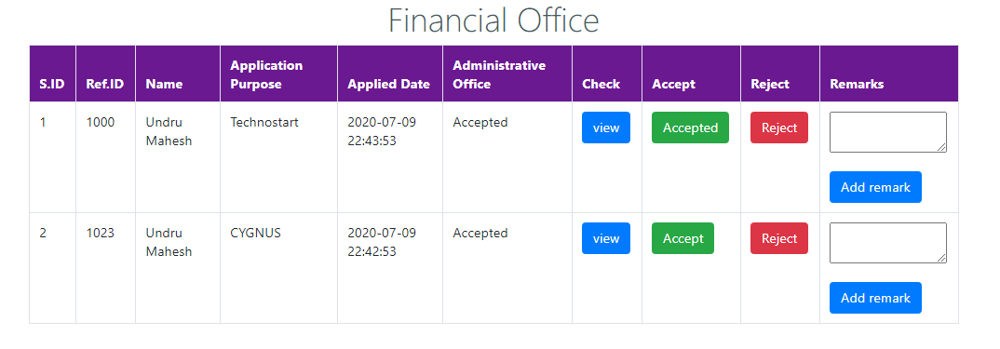 Financial Office
S.ID Ref.ID Name Application Purpose Applied Date Administrative Office Check Accept Reject Remarks
1 1000 Undru Mahesh Technostart 2020-07-09 22:43:53 Accepted view Accepted Reject
Add remark
2 1023 Undru Mahesh CYGNUS 2020-07-09 22:42:53 Accepted view Accept Reject
Add remark